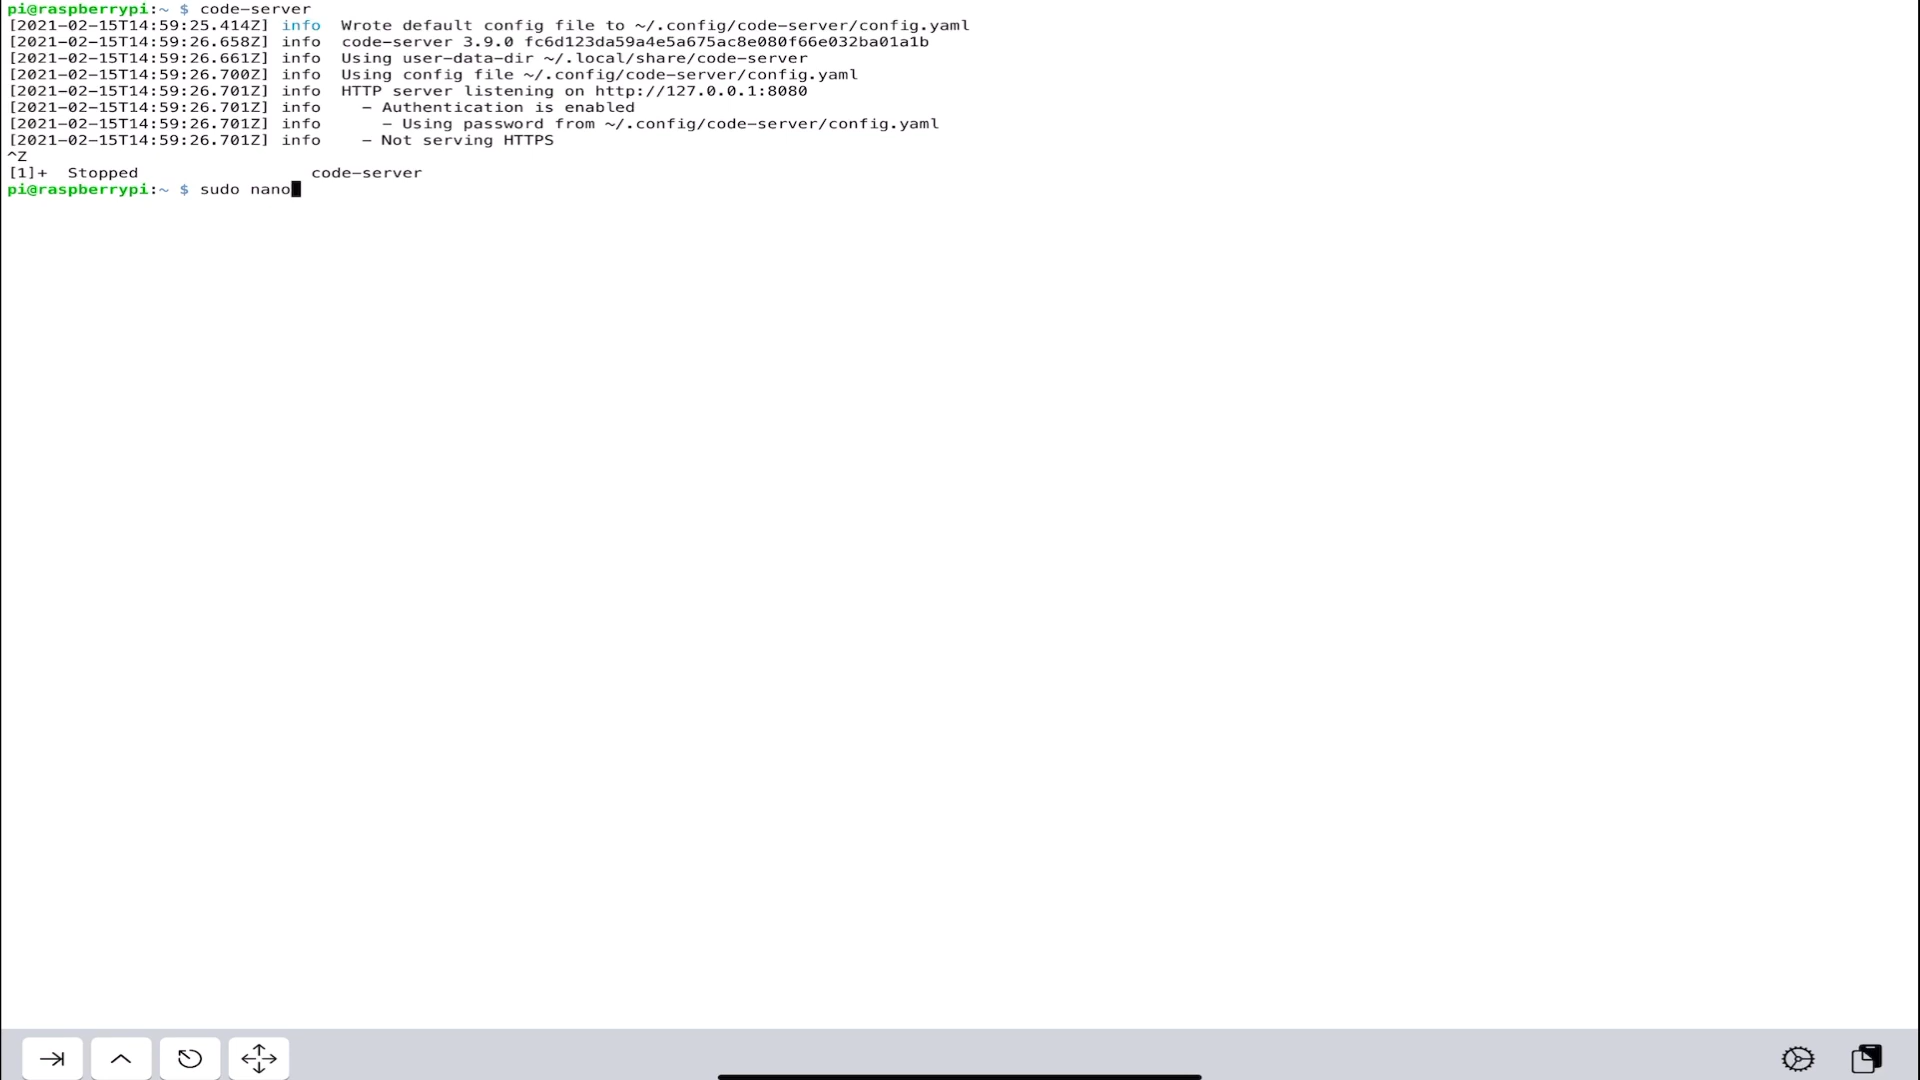 pi@raspberrypi:~ $ code-server
[2021-02-15T14:59:25.414Z] info  Wrote default config file to ~/.config/code-server/config.yaml
[2021-02-15T14:59:26.658Z] info  code-server 3.9.0 fc6d123da59a4e5a675ac8e080f66e032ba01a1b
[2021-02-15T14:59:26.661Z] info  Using user-data-dir ~/.local/share/code-server
[2021-02-15T14:59:26.700Z] info  Using config file ~/.config/code-server/config.yaml
[2021-02-15T14:59:26.701Z] info  HTTP server listening on http://127.0.0.1:8080
[2021-02-15T14:59:26.701Z] info    - Authentication is enabled
[2021-02-15T14:59:26.701Z] info      - Using password from ~/.config/code-server/config.yaml
[2021-02-15T14:59:26.701Z] info    - Not serving HTTPS
^Z
[1]+  Stopped                 code-server
pi@raspberrypi:~ $ sudo nano